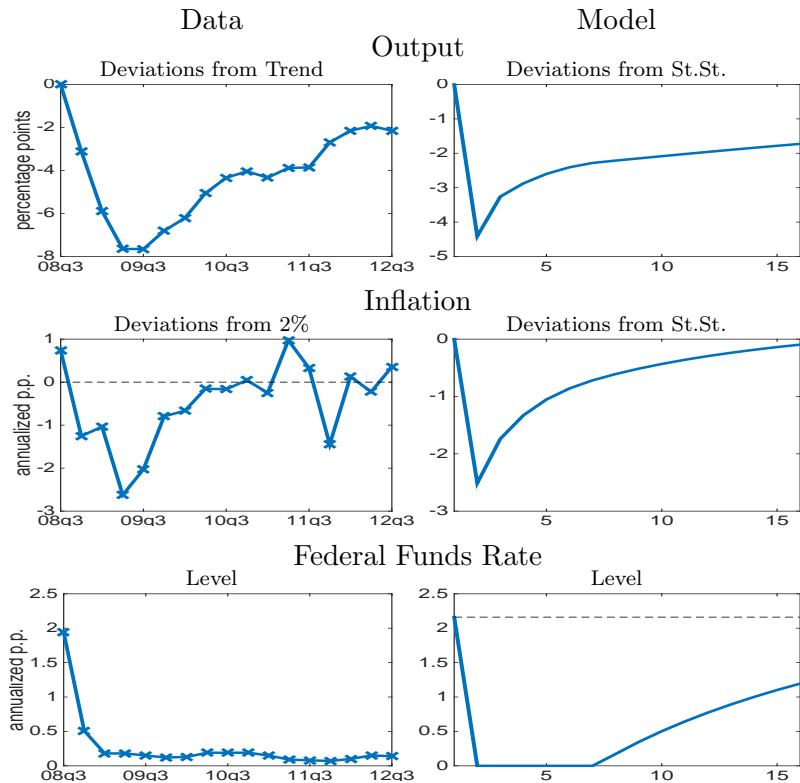 Data Model
Output
Deviations from Trend Deviations from St.St.
percentage points
0
-2
-4
-6
-8
08q3 09q3 10q3 11q3 12q3
0
-1
-2
-3
-4
-5
5 10 15
Inflation
Deviations from 2% Deviations from St.St.
annualized p.p.
1
0
-1
-2
-3
08q3 09q3 10q3 11q3 12q3
0
-1
-2
-3
5 10 15
Federal Funds Rate
Level Level
annualized p.p.
2.5
2
1.5
1
0.5
0
08q3 09q3 10q3 11q3 12q3
2.5
2
1.5
1
0.5
0
5 10 15